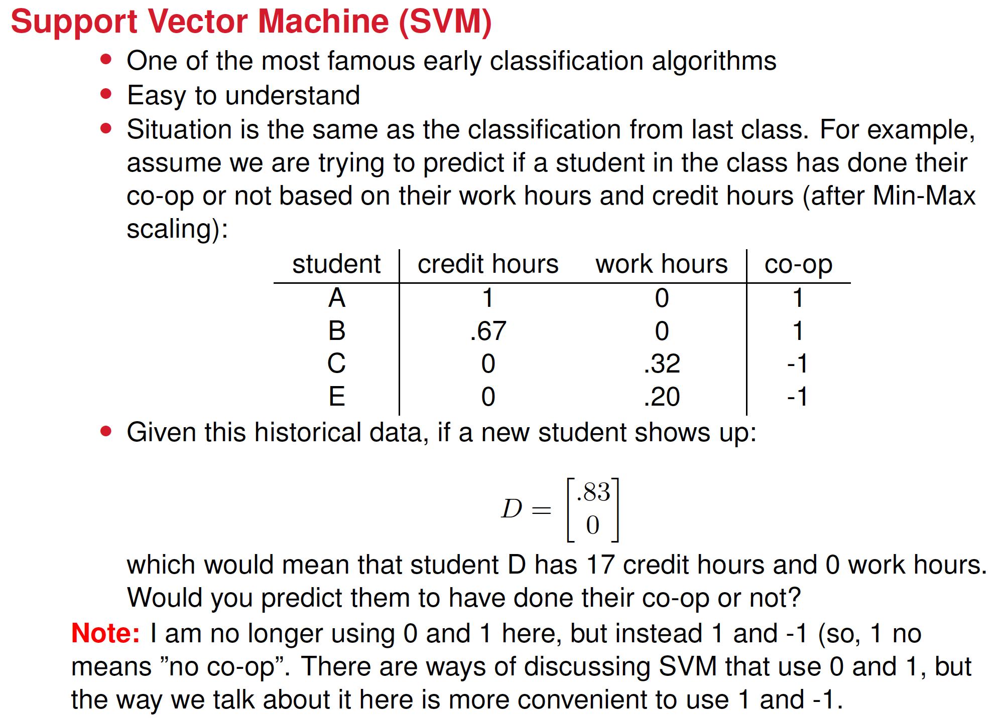 Support Vector Machine (SVM)
• One of the most famous early classification algorithms
• Easy to understand
• Situation is the same as the classification from last class. For example,
assume we are trying to predict if a student in the class has done their
co-op or not based on their work hours and credit hours (after Min-Max
scaling):
student credit hours work hours co-op
A 1 0 1
B .67 0 1
C 0 .32 -1
E 0 .20 -1
• Given this historical data, if a new student shows up:
D = [.83
0]
which would mean that student D has 17 credit hours and 0 work hours.
Would you predict them to have done their co-op or not?
Note: I am no longer using 0 and 1 here, but instead 1 and -1 (so, 1 no
means ”no co-op”. There are ways of discussing SVM that use 0 and 1, but
the way we talk about it here is more convenient to use 1 and -1.